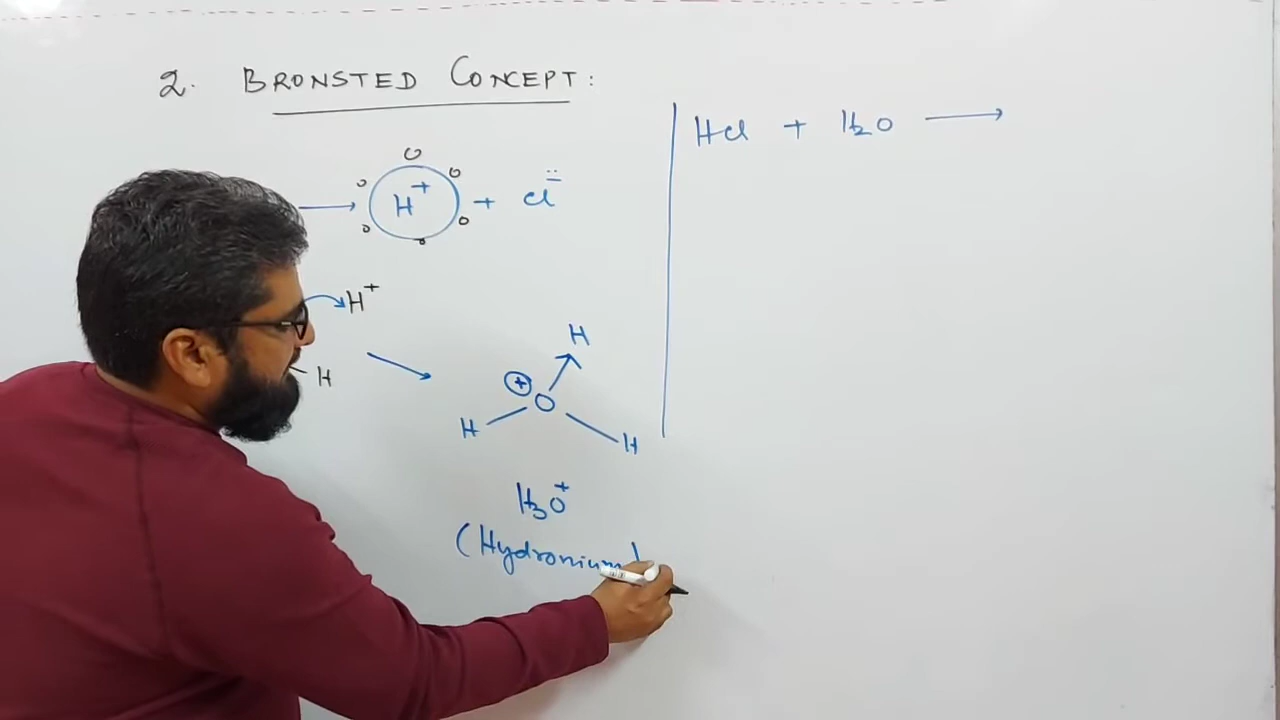 2. BRONSTED CONCEPT:
⟶ H⁺ + Cl⁻
H⁺
H ⟶
H
⊕ O
H H
H₃O⁺
(Hydronium)
HCl + H₂O ⟶